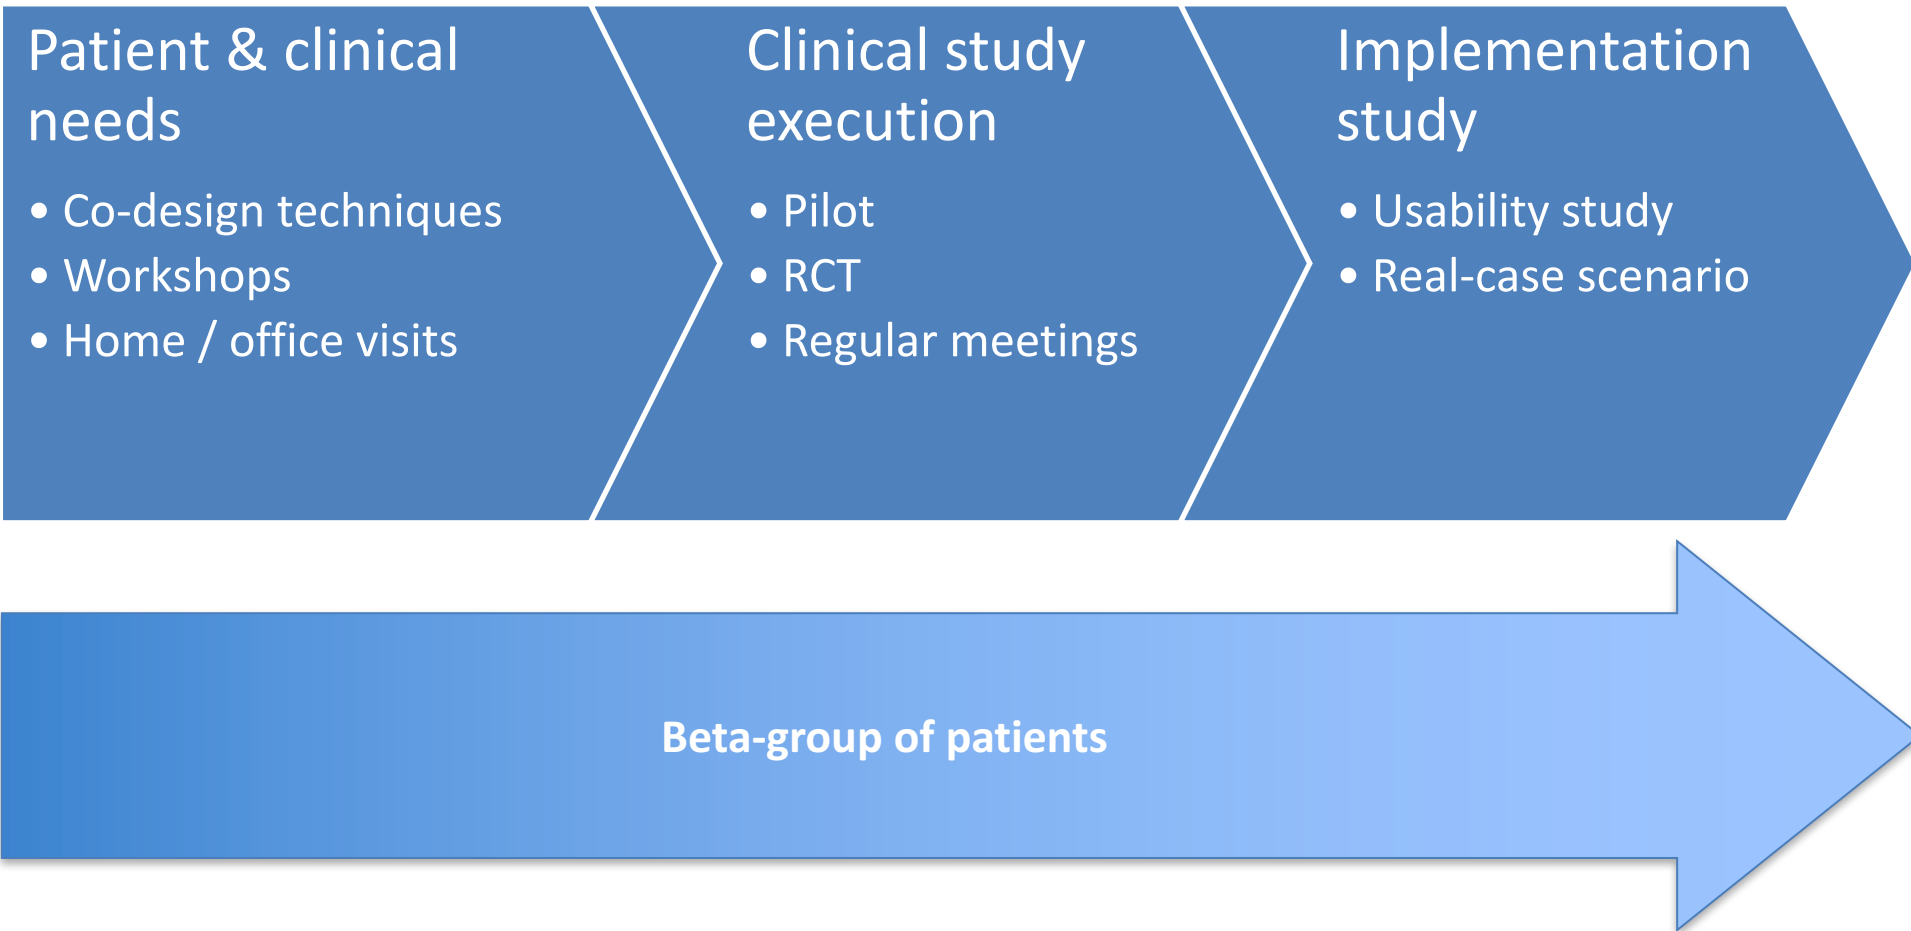 Patient & clinical
needs
• Co-design techniques
• Workshops
• Home / office visits
Clinical study
execution
• Pilot
• RCT
• Regular meetings
Implementation
study
• Usability study
• Real-case scenario
Beta-group of patients